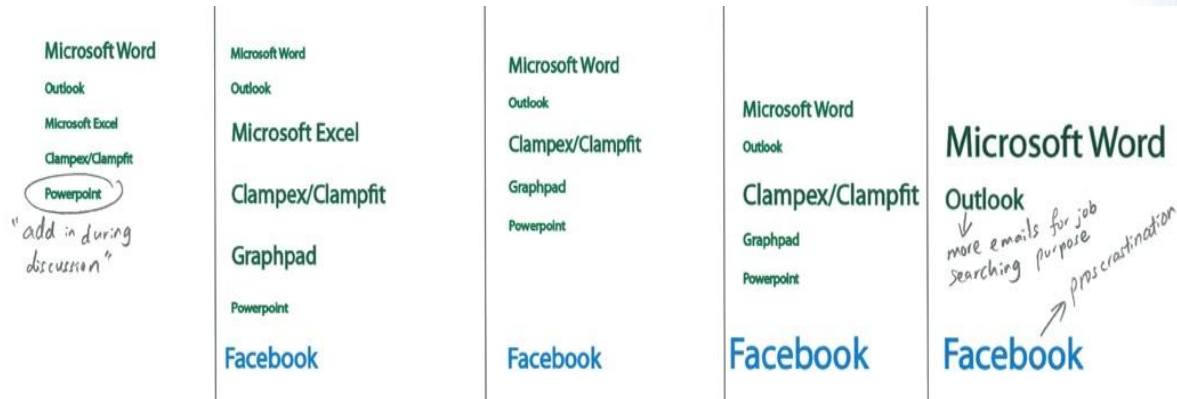 Microsoft Word
Outlook
Microsoft Excel
Clampex/Clampfit
Powerpoint
"add in during
discussion"
Microsoft Word
Outlook
Microsoft Excel
Clampex/Clampfit
Graphpad
Powerpoint
Facebook
Microsoft Word
Outlook
Clampex/Clampfit
Graphpad
Powerpoint
Facebook
Microsoft Word
Outlook
Clampex/Clampfit
Graphpad
Powerpoint
Facebook
Microsoft Word
Outlook
more emails for job
searching purpose
proscrastination
Facebook